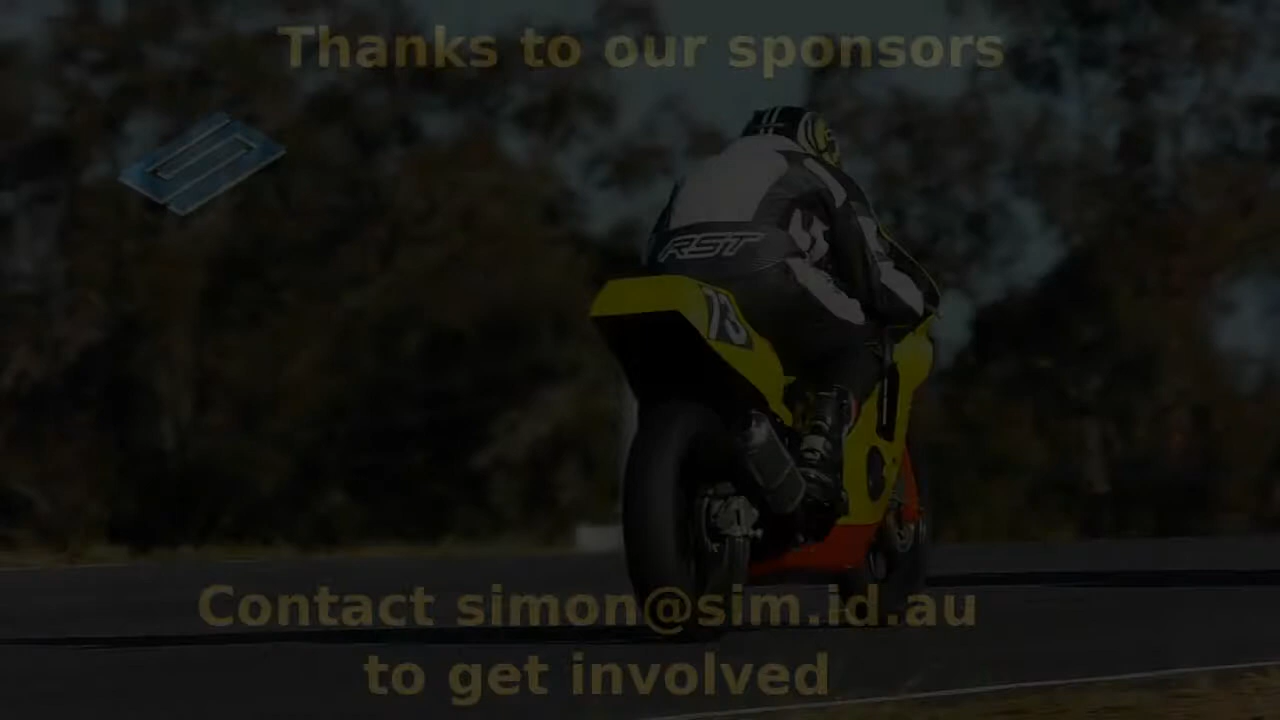 Thanks to our sponsors
RST
73
Contact simon@sim.id.au
to get involved